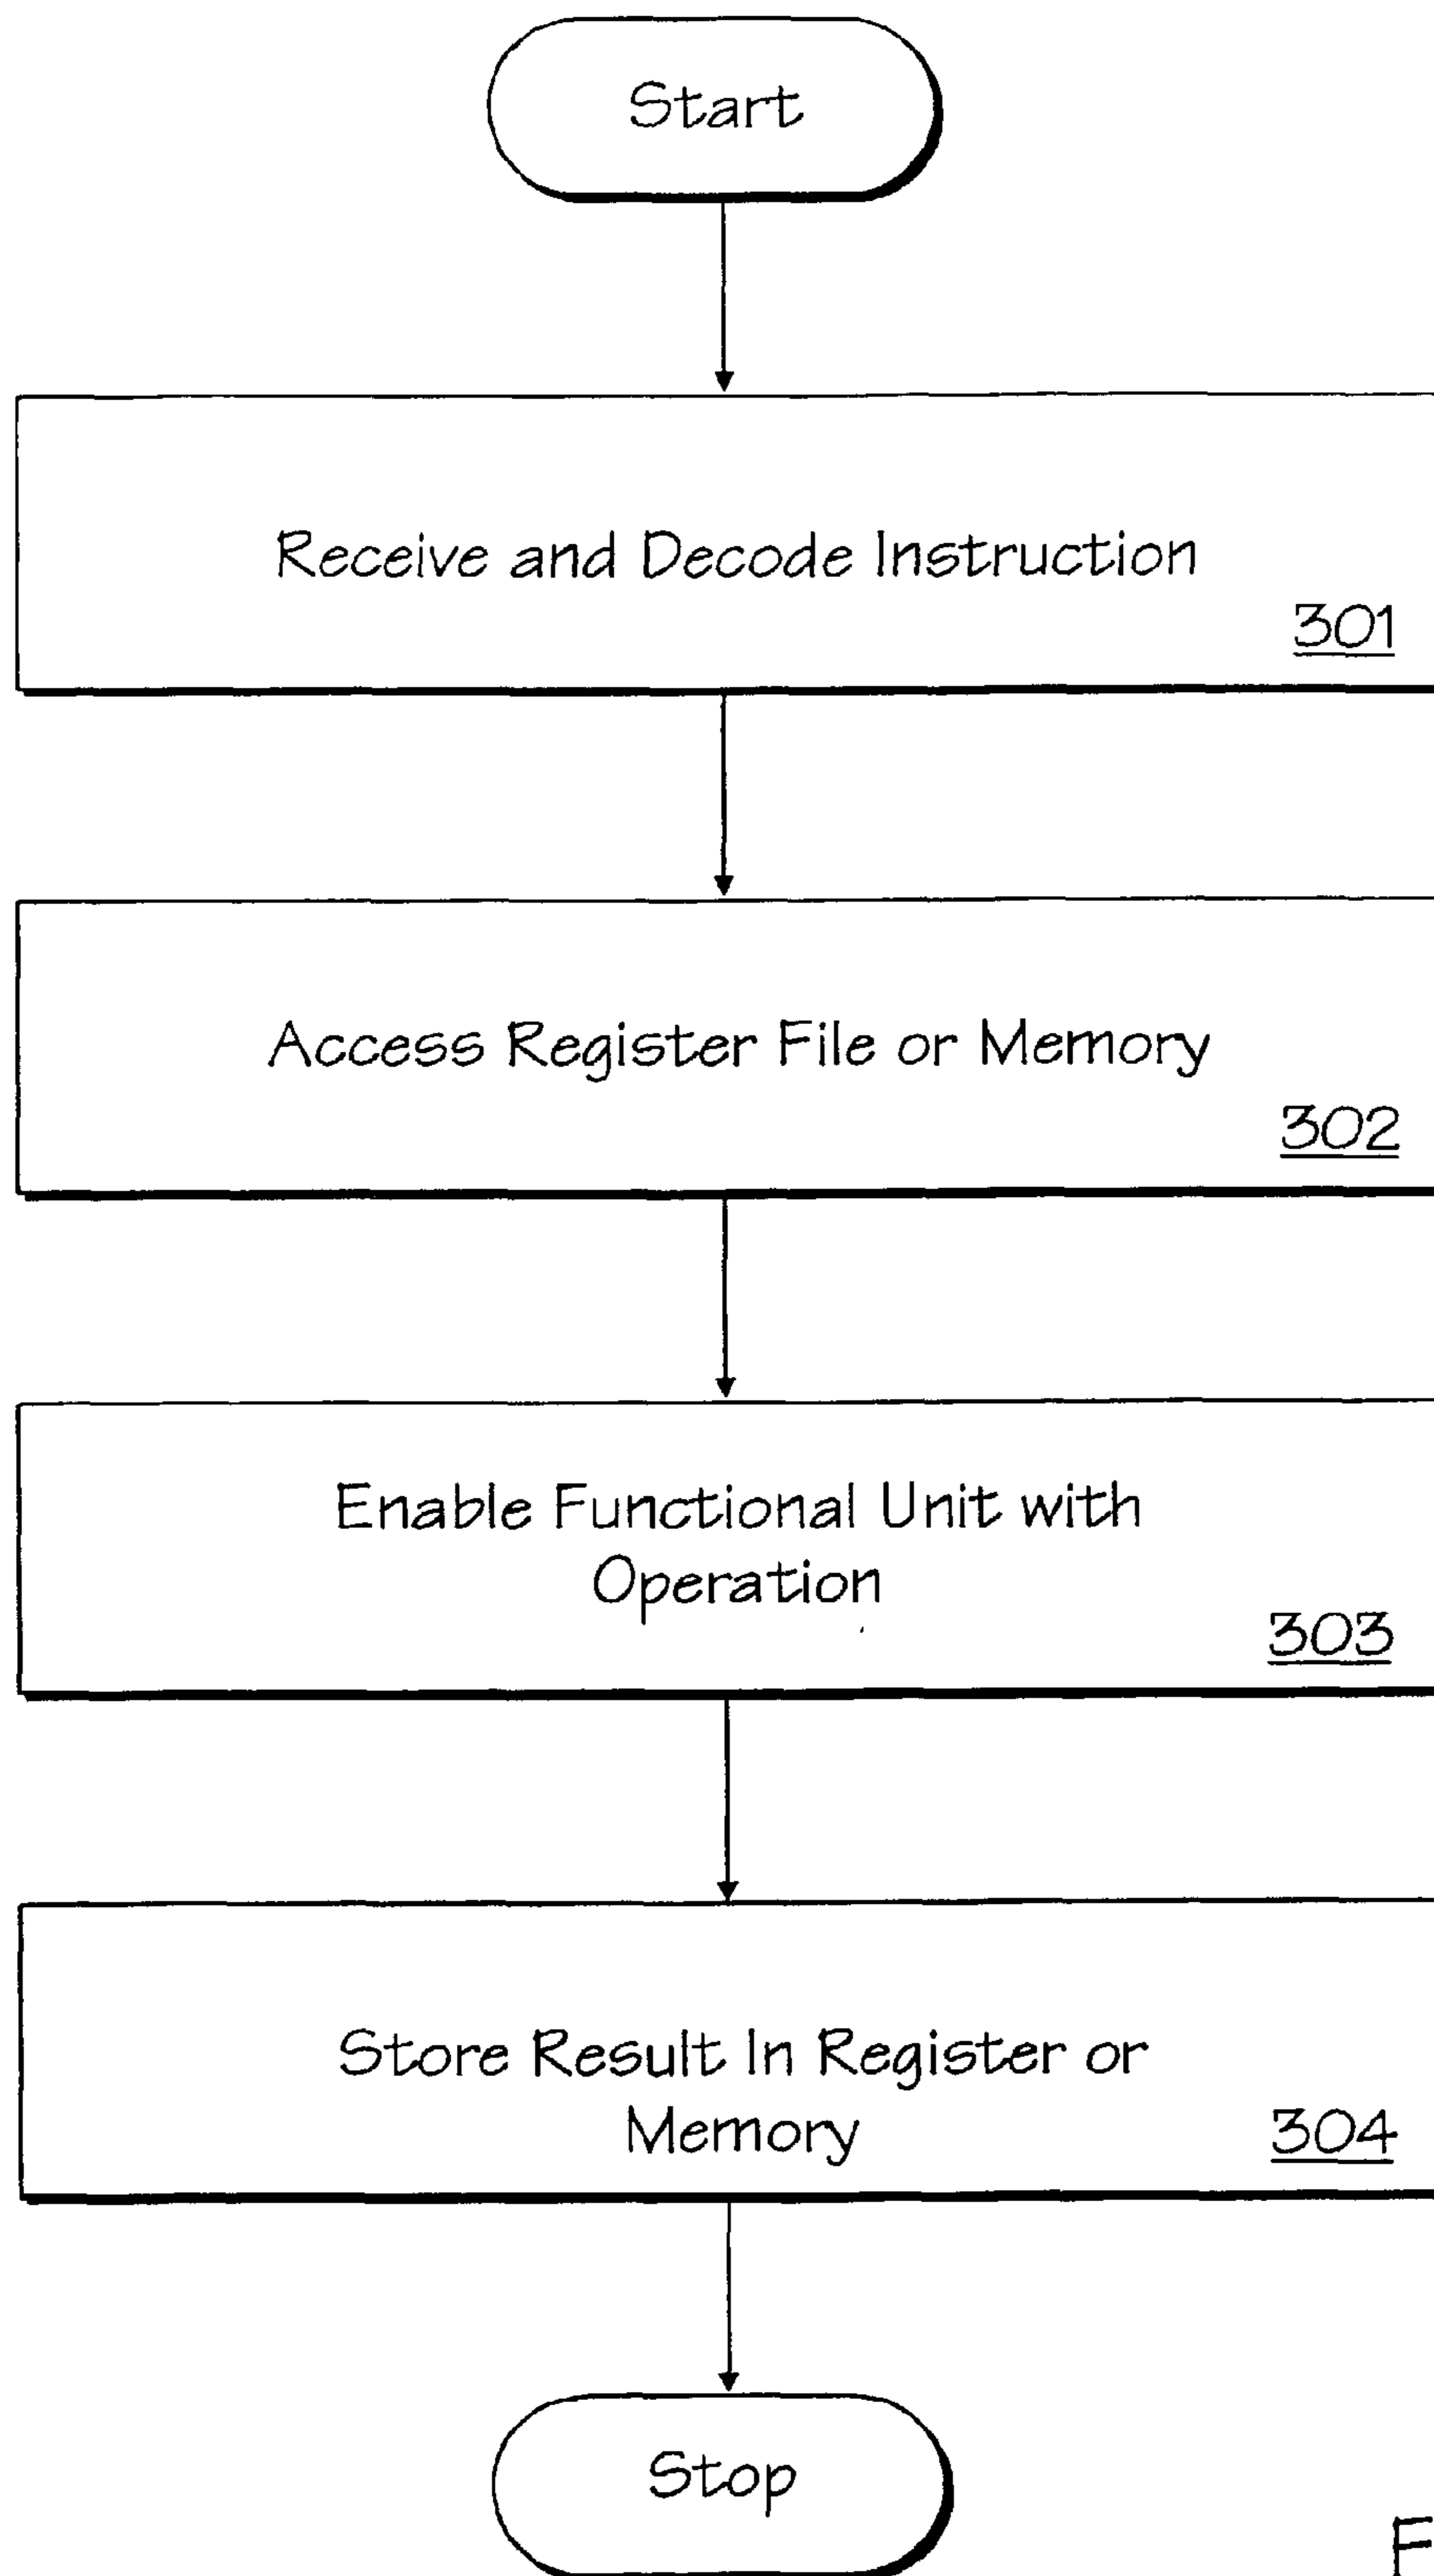 Start
Receive and Decode Instruction
301
Access Register File or Memory
302
Enable Functional Unit with
Operation
303
Store Result In Register or
Memory
304
Stop